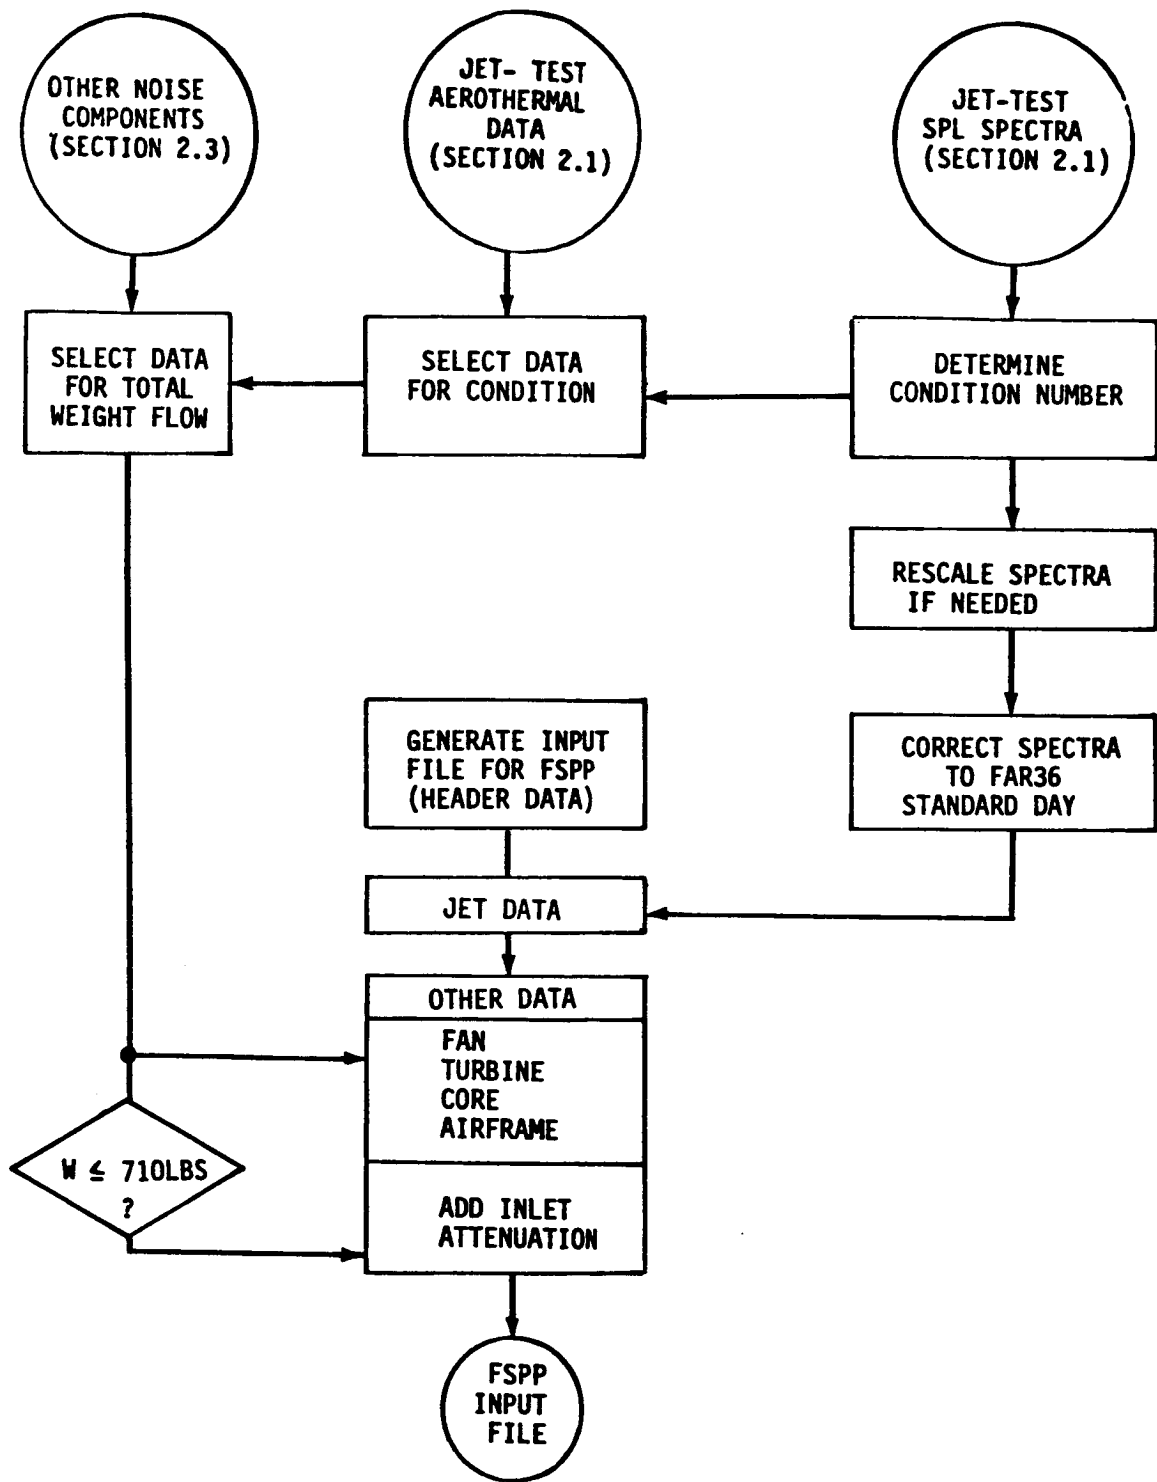 OTHER NOISE
COMPONENTS
(SECTION 2.3)
JET- TEST
AEROTHERMAL
DATA
(SECTION 2.1)
JET-TEST
SPL SPECTRA
(SECTION 2.1)
SELECT DATA
FOR TOTAL
WEIGHT FLOW
SELECT DATA
FOR CONDITION
DETERMINE
CONDITION NUMBER
RESCALE SPECTRA
IF NEEDED
GENERATE INPUT
FILE FOR FSPP
(HEADER DATA)
CORRECT SPECTRA
TO FAR36
STANDARD DAY
JET DATA
OTHER DATA
FAN
TURBINE
CORE
AIRFRAME
W ≤ 710LBS
?
ADD INLET
ATTENUATION
FSPP
INPUT
FILE